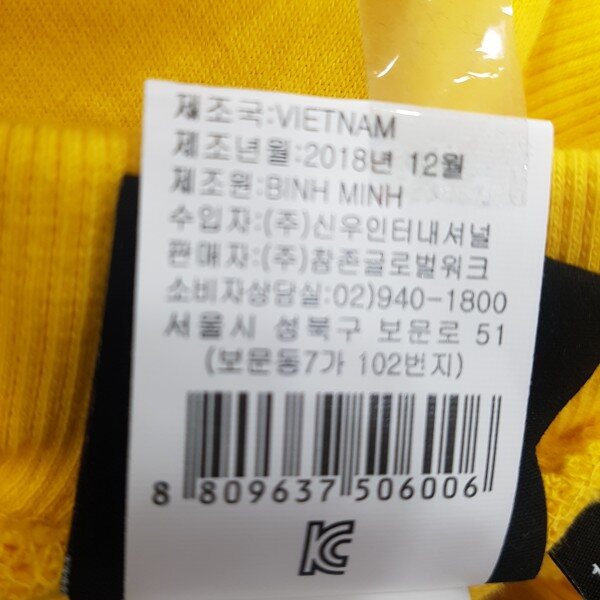 제조국:VIETNAM
제조년월:2018년 12월
제조원:BINH MINH
수입자:(주)신우인터내셔널
판매자:(주)참존글로벌워크
소비자상담실:02)940-1800
서울시 성북구 보문로 51
(보문동7가 102번지)
8 809637 506006
KC